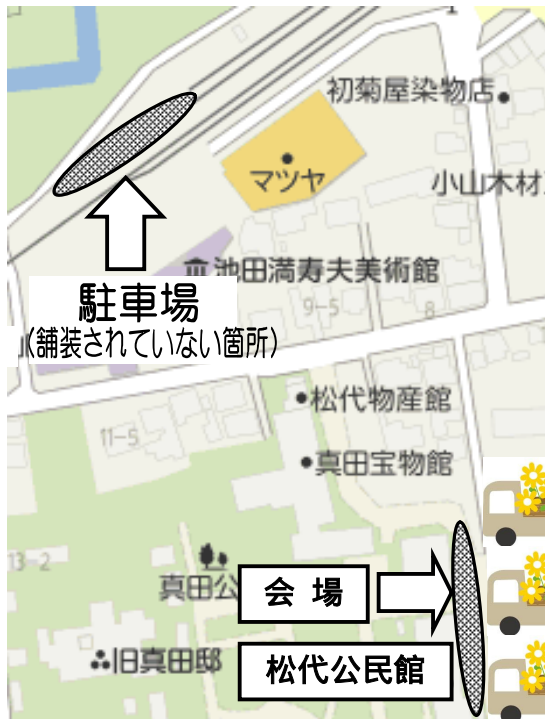 初菊屋染物店
マツヤ
小山木材
池田満寿夫美術館
9-5
8
駐車場
（舗装されていない箇所）
松代物産館
11-5
真田宝物館
13-2
真田公
会 場
旧真田邸
松代公民館